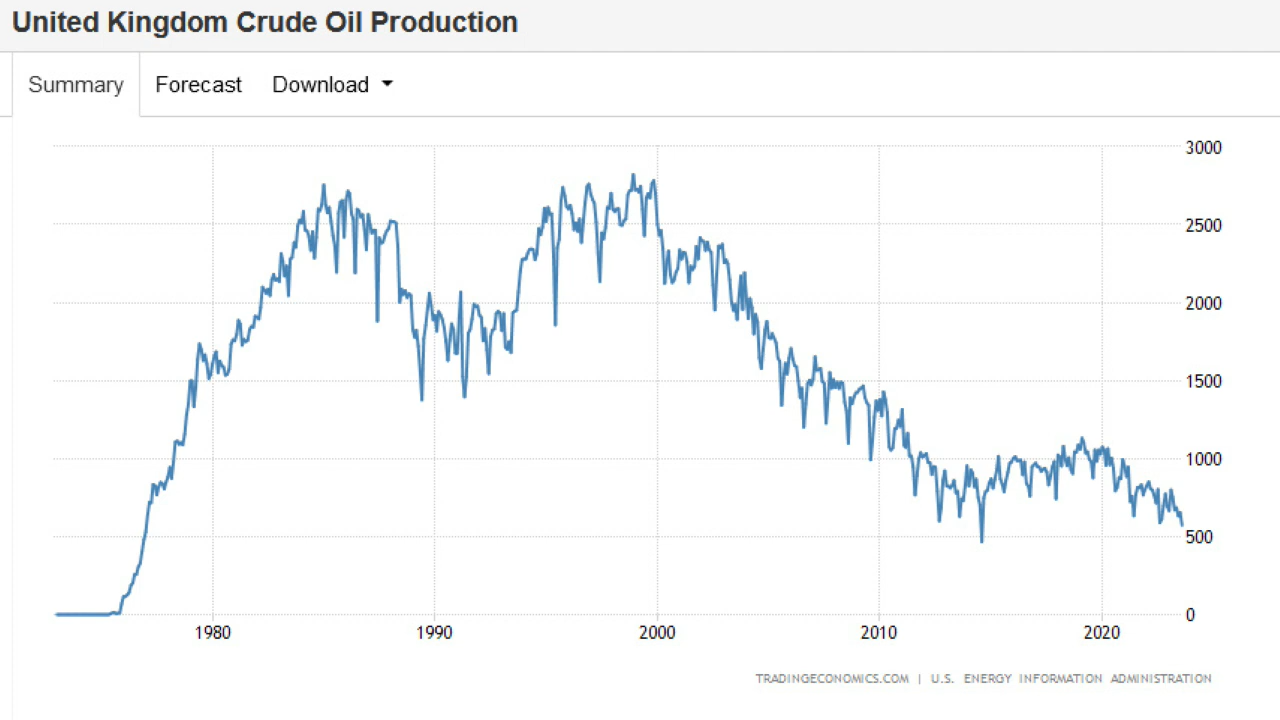 United Kingdom Crude Oil Production
Summary Forecast Download
3000
2500
2000
1500
1000
500
0
1980 1990 2000 2010 2020
TRADINGECONOMICS.COM | U.S. ENERGY INFORMATION ADMINISTRATION